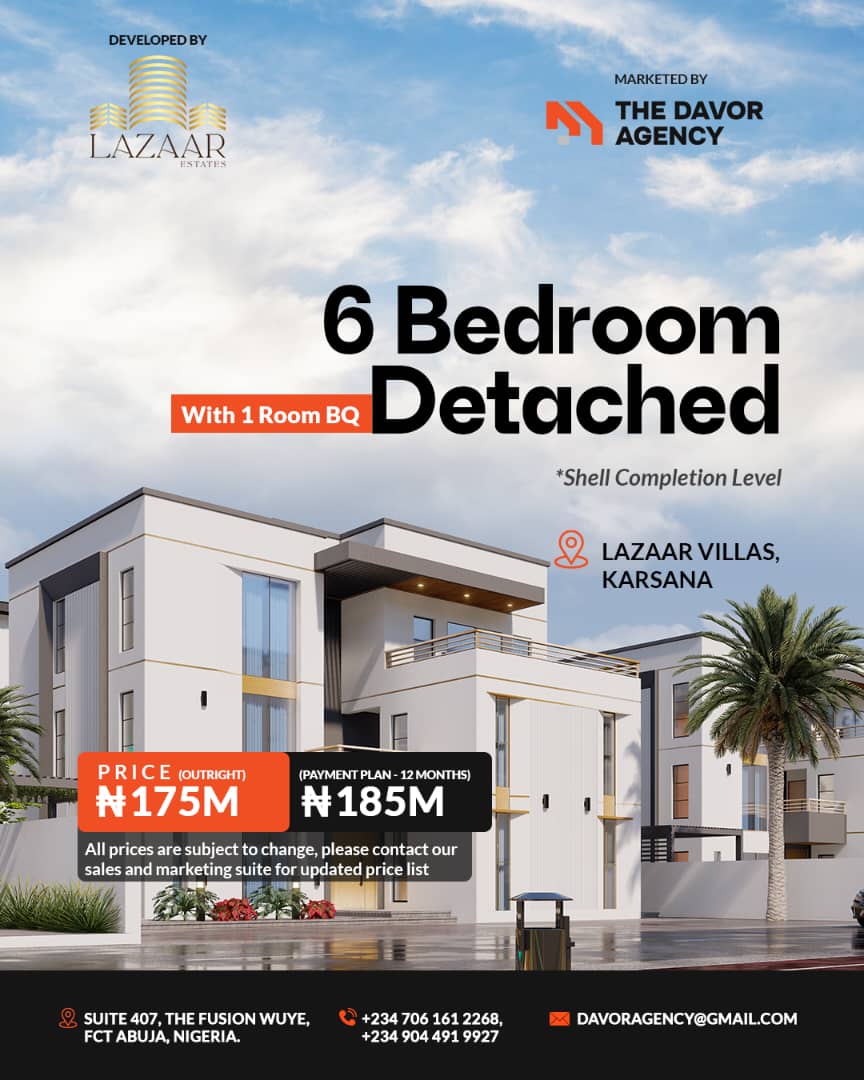 DEVELOPED BY
LAZAAR
ESTATES
MARKETED BY
THE DAVOR
AGENCY
6 Bedroom
With 1 Room BQ
Detached
*Shell Completion Level
LAZAAR VILLAS,
KARSANA
PRICE (OUTRIGHT)
₦175M
(PAYMENT PLAN - 12 MONTHS)
₦185M
All prices are subject to change, please contact our
sales and marketing suite for updated price list
SUITE 407, THE FUSION WUYE,
FCT ABUJA, NIGERIA.
+234 706 161 2268,
+234 904 491 9927
DAVORAGENCY@GMAIL.COM